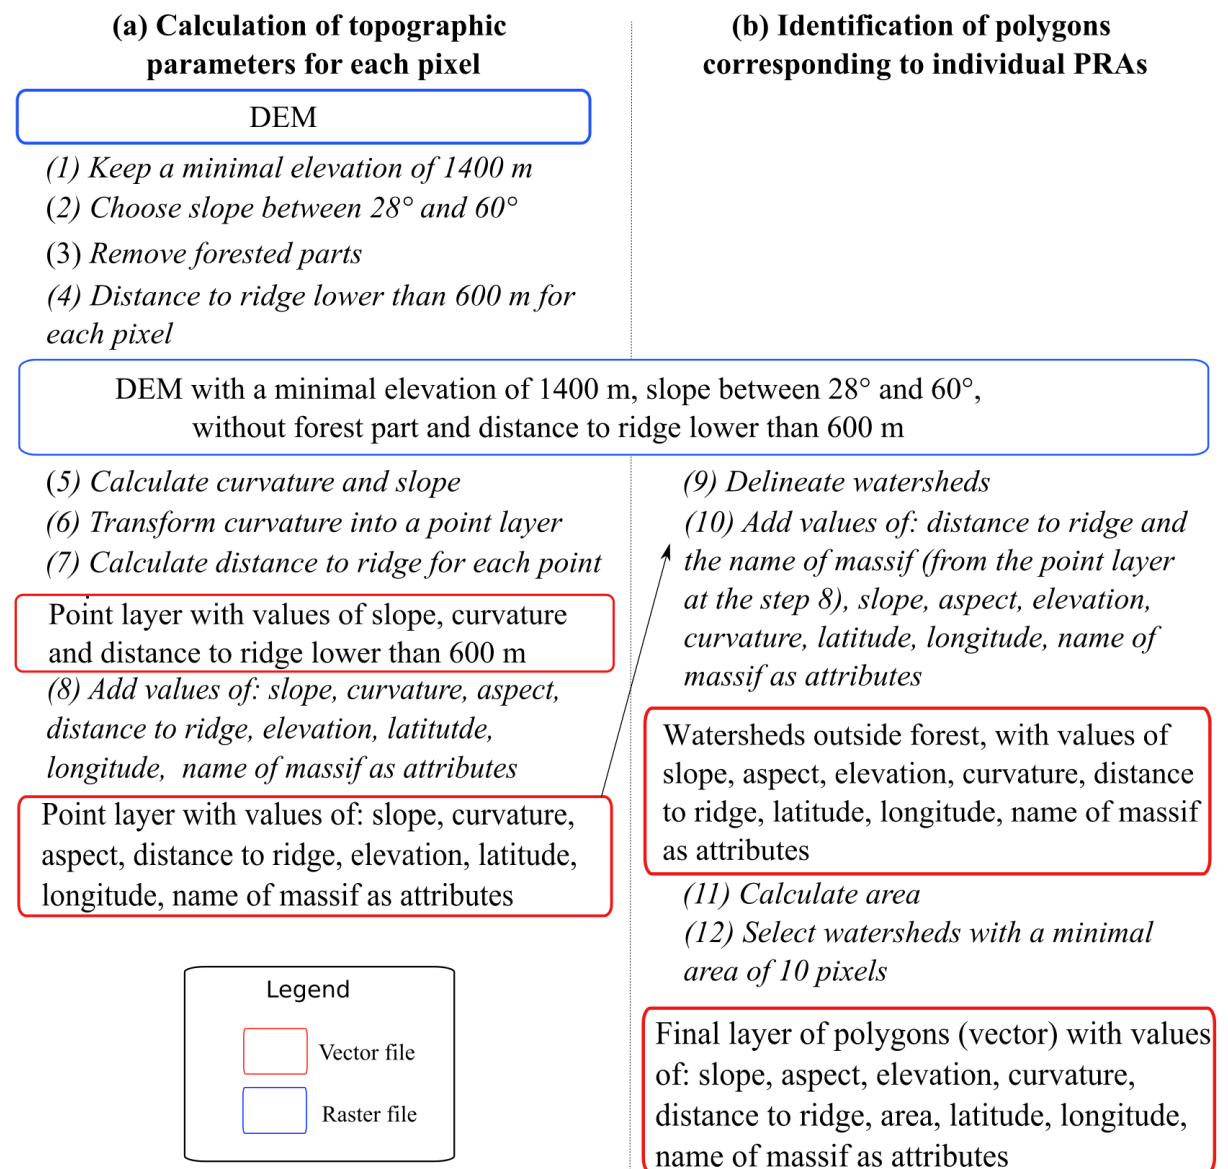 (a) Calculation of topographic
parameters for each pixel
DEM
(1) Keep a minimal elevation of 1400 m
(2) Choose slope between 28° and 60°
(3) Remove forested parts
(4) Distance to ridge lower than 600 m for
each pixel
(b) Identification of polygons
corresponding to individual PRAs
DEM with a minimal elevation of 1400 m, slope between 28° and 60°,
without forest part and distance to ridge lower than 600 m
(5) Calculate curvature and slope
(6) Transform curvature into a point layer
(7) Calculate distance to ridge for each point
Point layer with values of slope, curvature
and distance to ridge lower than 600 m
(8) Add values of: slope, curvature, aspect,
distance to ridge, elevation, latitutde,
longitude, name of massif as attributes
Point layer with values of: slope, curvature,
aspect, distance to ridge, elevation, latitude,
longitude, name of massif as attributes
(9) Delineate watersheds
(10) Add values of: distance to ridge and
the name of massif (from the point layer
at the step 8), slope, aspect, elevation,
curvature, latitude, longitude, name of
massif as attributes
Watersheds outside forest, with values of
slope, aspect, elevation, curvature, distance
to ridge, latitude, longitude, name of massif
as attributes
(11) Calculate area
(12) Select watersheds with a minimal
area of 10 pixels
Final layer of polygons (vector) with values
of: slope, aspect, elevation, curvature,
distance to ridge, area, latitude, longitude,
name of massif as attributes
Legend
Vector file
Raster file